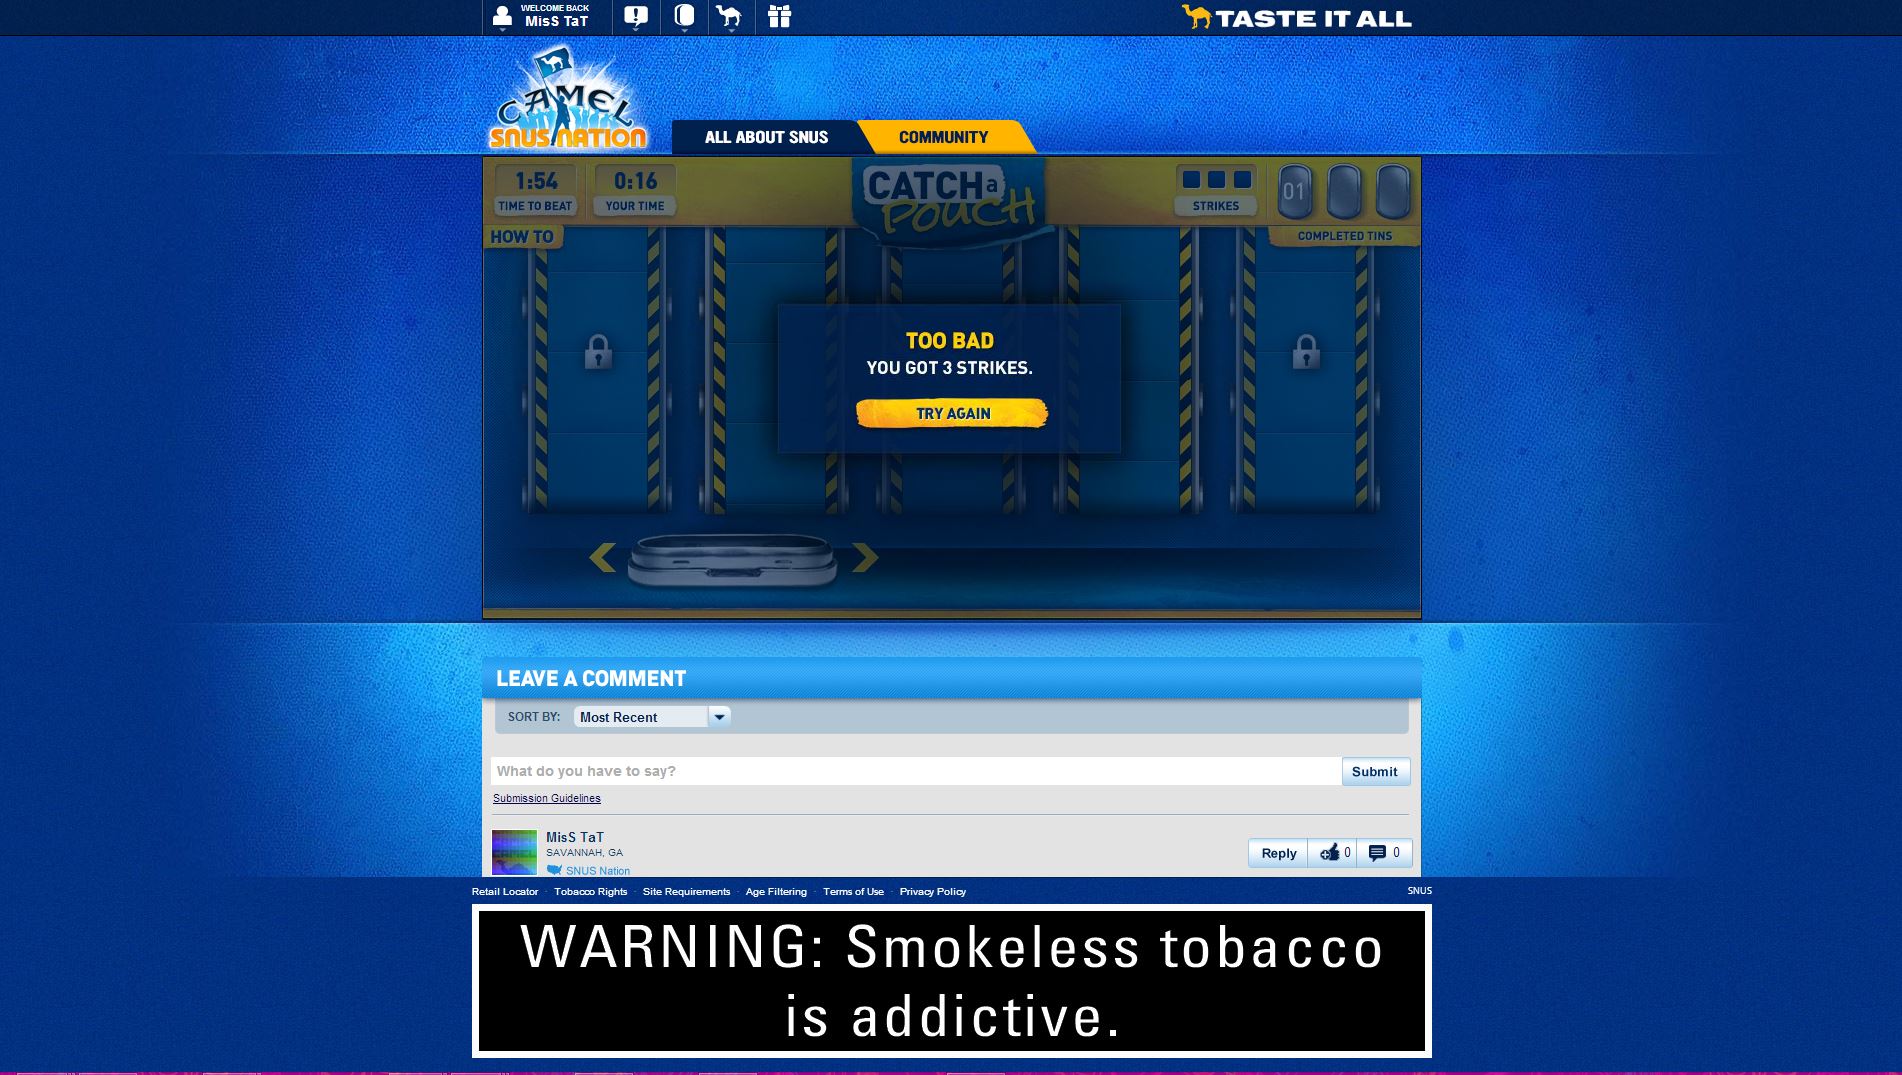 WELCOME BACK
MisS TaT
TASTE IT ALL
CAMEL
SNUS NATION
ALL ABOUT SNUS
COMMUNITY
1:54
TIME TO BEAT
0:16
YOUR TIME
CATCH a
POUCH
STRIKES
01
COMPLETED TINS
HOW TO
TOO BAD
YOU GOT 3 STRIKES.
TRY AGAIN
LEAVE A COMMENT
SORT BY: Most Recent
What do you have to say?
Submit
Submission Guidelines
MisS TaT
SAVANNAH, GA
SNUS Nation
Reply 0 0
Retail Locator · Tobacco Rights · Site Requirements · Age Filtering · Terms of Use · Privacy Policy
SNUS
WARNING: Smokeless tobacco
is addictive.